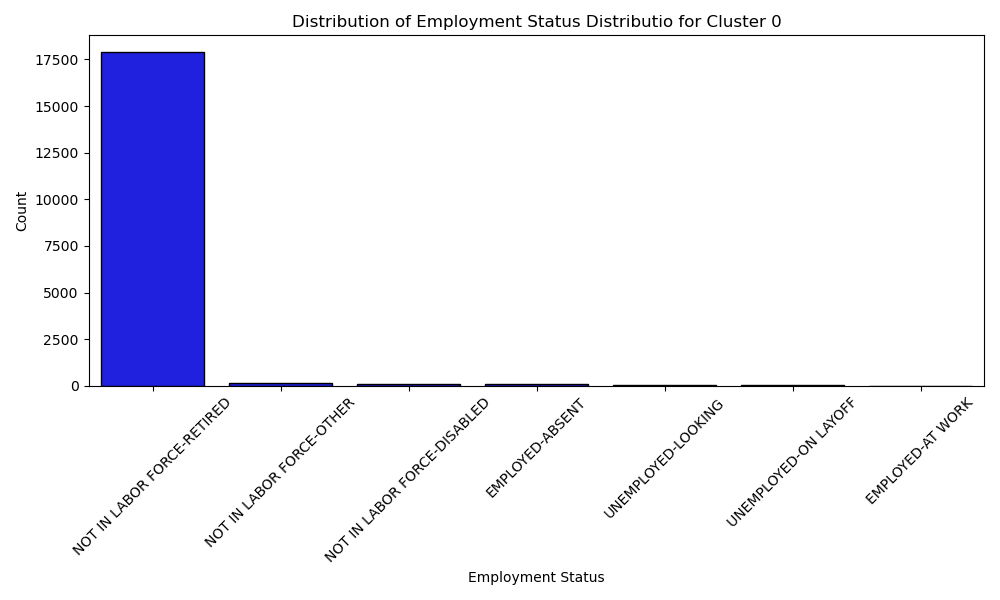 Distribution of Employment Status Distributio for Cluster 0
Count
17500
15000
12500
10000
7500
5000
2500
0
NOT IN LABOR FORCE-RETIRED
NOT IN LABOR FORCE-OTHER
NOT IN LABOR FORCE-DISABLED
EMPLOYED-ABSENT
UNEMPLOYED-LOOKING
UNEMPLOYED-ON LAYOFF
EMPLOYED-AT WORK
Employment Status